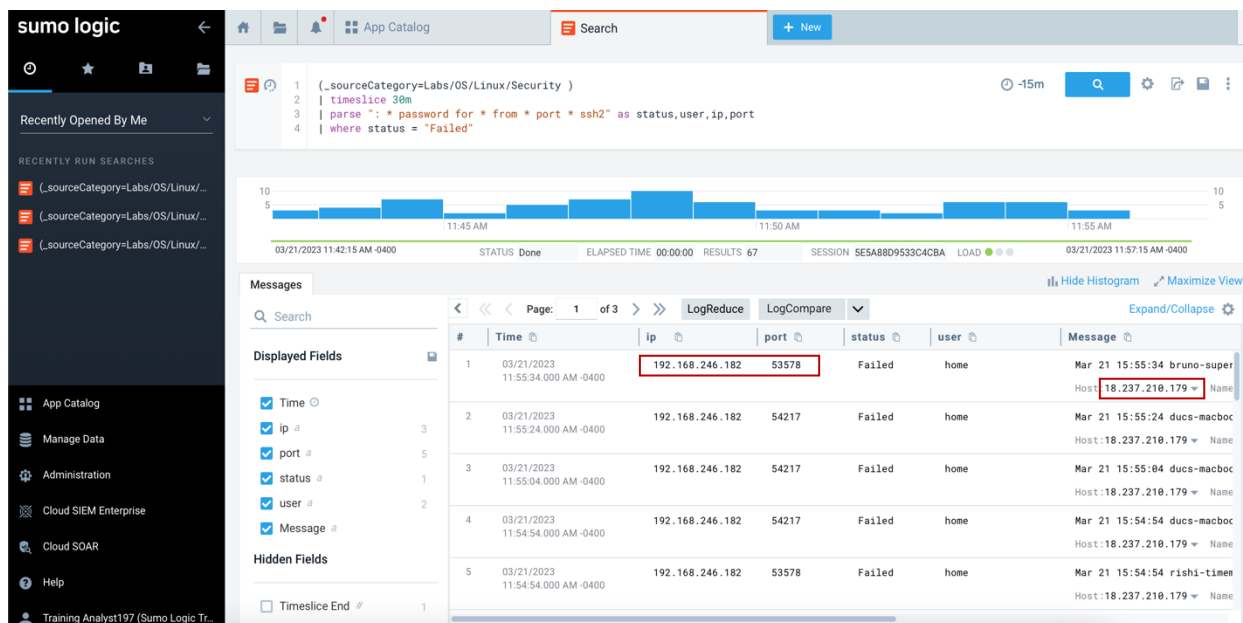 sumo logic
App Catalog
Search
+ New
Recently Opened By Me
RECENTLY RUN SEARCHES
(_sourceCategory=Labs/OS/Linux/...
(_sourceCategory=Labs/OS/Linux/...
(_sourceCategory=Labs/OS/Linux/...
App Catalog
Manage Data
Administration
Cloud SIEM Enterprise
Cloud SOAR
Help
Training Analyst197 (Sumo Logic Tr...
1 (_sourceCategory=Labs/OS/Linux/Security )
2 | timeslice 30m
3 | parse ": * password for * from * port * ssh2" as status,user,ip,port
4 | where status = "Failed"
-15m
10 10
5 5
11:45 AM 11:50 AM 11:55 AM
03/21/2023 11:42:15 AM -0400 STATUS Done ELAPSED TIME 00:00:00 RESULTS 67 SESSION 5E5A88D9533C4CBA LOAD 03/21/2023 11:57:15 AM -0400
Messages
Hide Histogram Maximize View
Search
Displayed Fields
Time
ip a 3
port a 5
status a 1
user a 2
Message a
Hidden Fields
Timeslice End # 1
Page: 1 of 3 LogReduce LogCompare Expand/Collapse
# Time ip port status user Message
1 03/21/2023 192.168.246.182 53578 Failed home Mar 21 15:55:34 bruno-super
11:55:34.000 AM -0400 Host:18.237.210.179 Name
2 03/21/2023 192.168.246.182 54217 Failed home Mar 21 15:55:24 ducs-macboo
11:55:24.000 AM -0400 Host:18.237.210.179 Name
3 03/21/2023 192.168.246.182 54217 Failed home Mar 21 15:55:04 ducs-macboo
11:55:04.000 AM -0400 Host:18.237.210.179 Name
4 03/21/2023 192.168.246.182 54217 Failed home Mar 21 15:54:54 ducs-macboo
11:54:54.000 AM -0400 Host:18.237.210.179 Name
5 03/21/2023 192.168.246.182 53578 Failed home Mar 21 15:54:54 rishi-timem
11:54:54.000 AM -0400 Host:18.237.210.179 Name